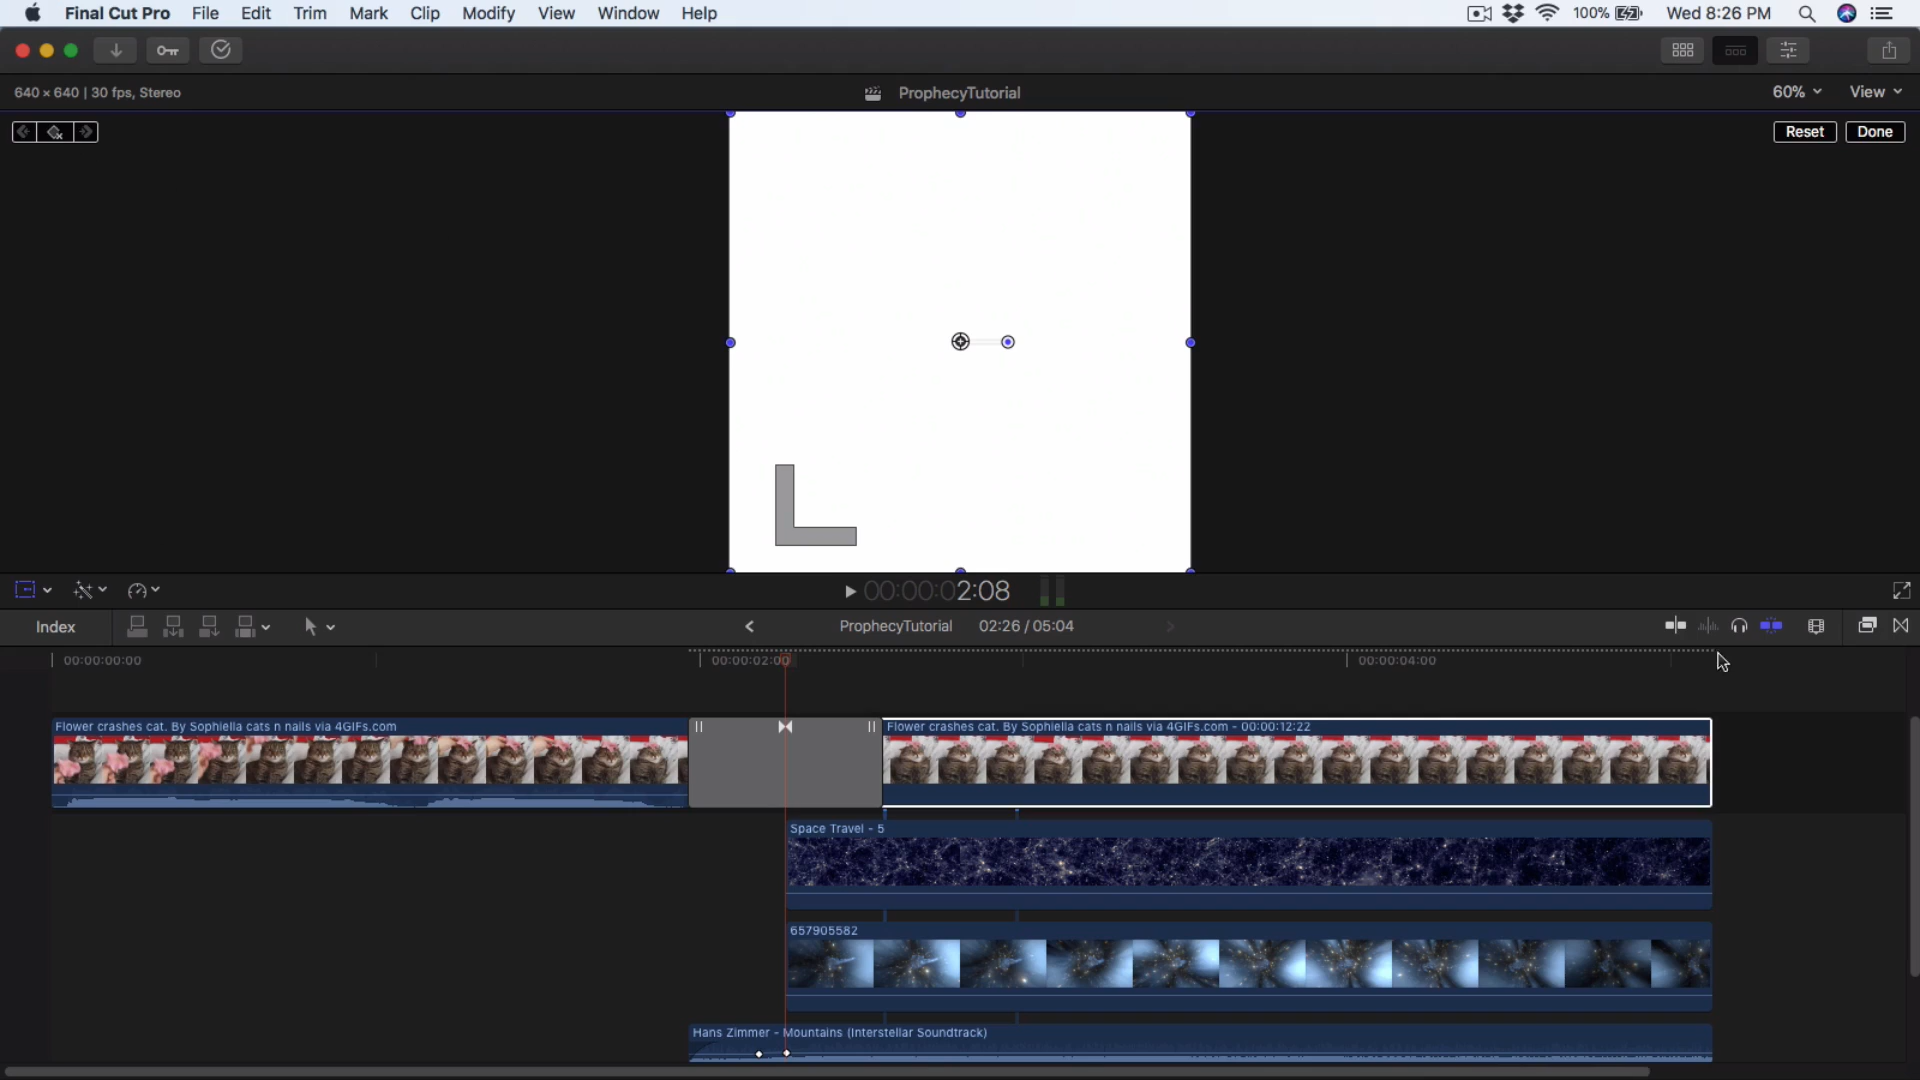 Final Cut Pro File Edit Trim Mark Clip Modify View Window Help 100% Wed 8:26 PM
640 × 640 | 30 fps, Stereo ProphecyTutorial 60% View
Reset Done
00:00:02:08
Index ProphecyTutorial 02:26 / 05:04
00:00:00:00 00:00:02:00 00:00:04:00
Flower crashes cat. By Sophiella cats n nails via 4GIFs.com Flower crashes cat. By Sophiella cats n nails via 4GIFs.com - 00:00:12:22
Space Travel - 5
657905582
Hans Zimmer - Mountains (Interstellar Soundtrack)